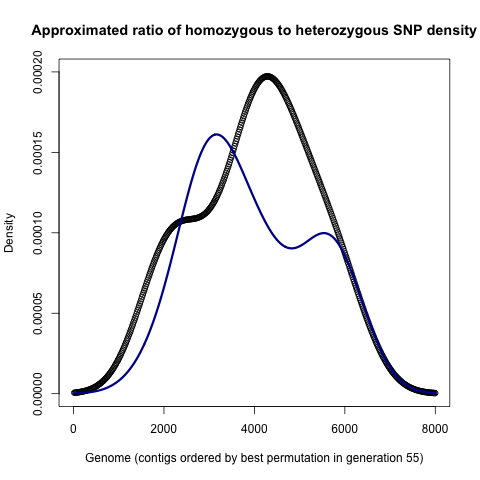 Approximated ratio of homozygous to heterozygous SNP density
0.00020
0.00015
0.00010
0.00005
0.00000
Density
0 2000 4000 6000 8000
Genome (contigs ordered by best permutation in generation 55)